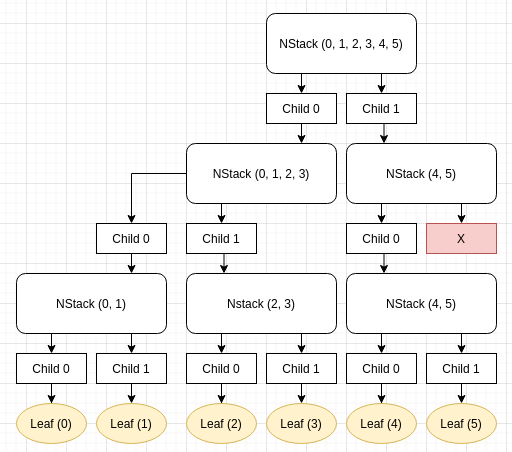 NStack (0, 1, 2, 3, 4, 5)
Child 0
Child 1
NStack (0, 1, 2, 3)
NStack (4, 5)
Child 0
Child 1
Child 0
X
NStack (0, 1)
Nstack (2, 3)
NStack (4, 5)
Child 0
Child 1
Child 0
Child 1
Child 0
Child 1
Leaf (0)
Leaf (1)
Leaf (2)
Leaf (3)
Leaf (4)
Leaf (5)